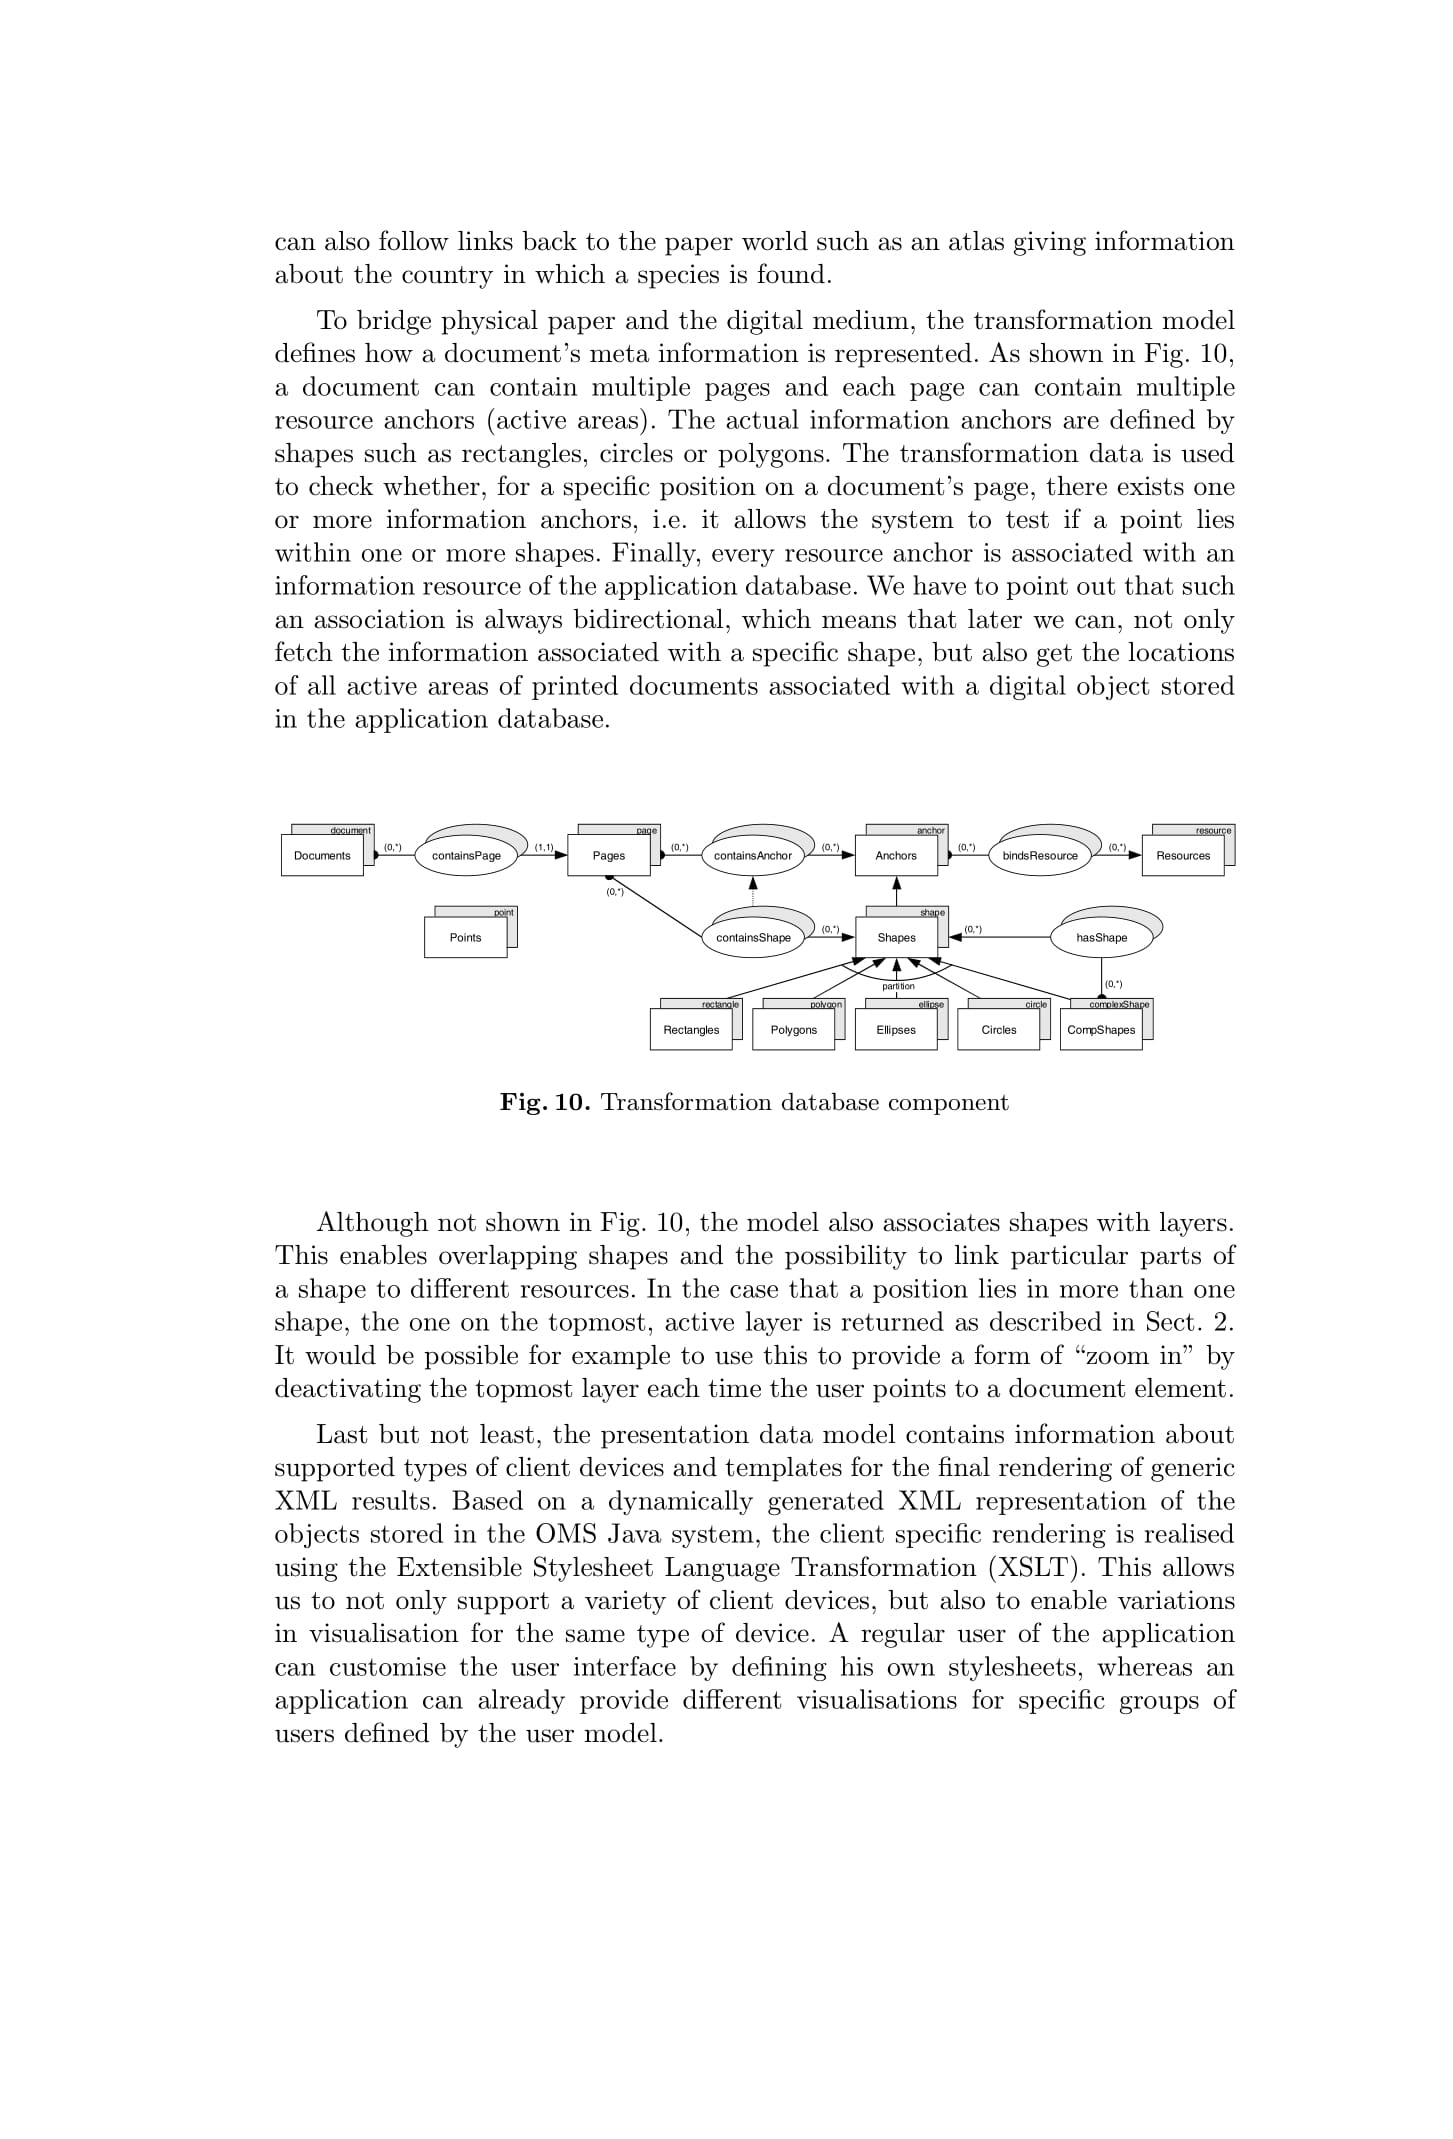 can also follow links back to the paper world such as an atlas giving information
about the country in which a species is found.
To bridge physical paper and the digital medium, the transformation model
defines how a document's meta information is represented. As shown in Fig. 10,
a document can contain multiple pages and each page can contain multiple
resource anchors (active areas). The actual information anchors are defined by
shapes such as rectangles, circles or polygons. The transformation data is used
to check whether, for a specific position on a document's page, there exists one
or more information anchors, i.e. it allows the system to test if a point lies
within one or more shapes. Finally, every resource anchor is associated with an
information resource of the application database. We have to point out that such
an association is always bidirectional, which means that later we can, not only
fetch the information associated with a specific shape, but also get the locations
of all active areas of printed documents associated with a digital object stored
in the application database.
document page anchor resource
Documents (0,*) containsPage (1,1) Pages (0,*) containsAnchor (0,*) Anchors (0,*) bindsResource (0,*) Resources
(0,*)
point shape
Points containsShape (0,*) Shapes (0,*) hasShape
partition (0,*)
rectangle polygon ellipse circle complexShape
Rectangles Polygons Ellipses Circles CompShapes
Fig. 10. Transformation database component
Although not shown in Fig. 10, the model also associates shapes with layers.
This enables overlapping shapes and the possibility to link particular parts of
a shape to different resources. In the case that a position lies in more than one
shape, the one on the topmost, active layer is returned as described in Sect. 2.
It would be possible for example to use this to provide a form of “zoom in” by
deactivating the topmost layer each time the user points to a document element.
Last but not least, the presentation data model contains information about
supported types of client devices and templates for the final rendering of generic
XML results. Based on a dynamically generated XML representation of the
objects stored in the OMS Java system, the client specific rendering is realised
using the Extensible Stylesheet Language Transformation (XSLT). This allows
us to not only support a variety of client devices, but also to enable variations
in visualisation for the same type of device. A regular user of the application
can customise the user interface by defining his own stylesheets, whereas an
application can already provide different visualisations for specific groups of
users defined by the user model.